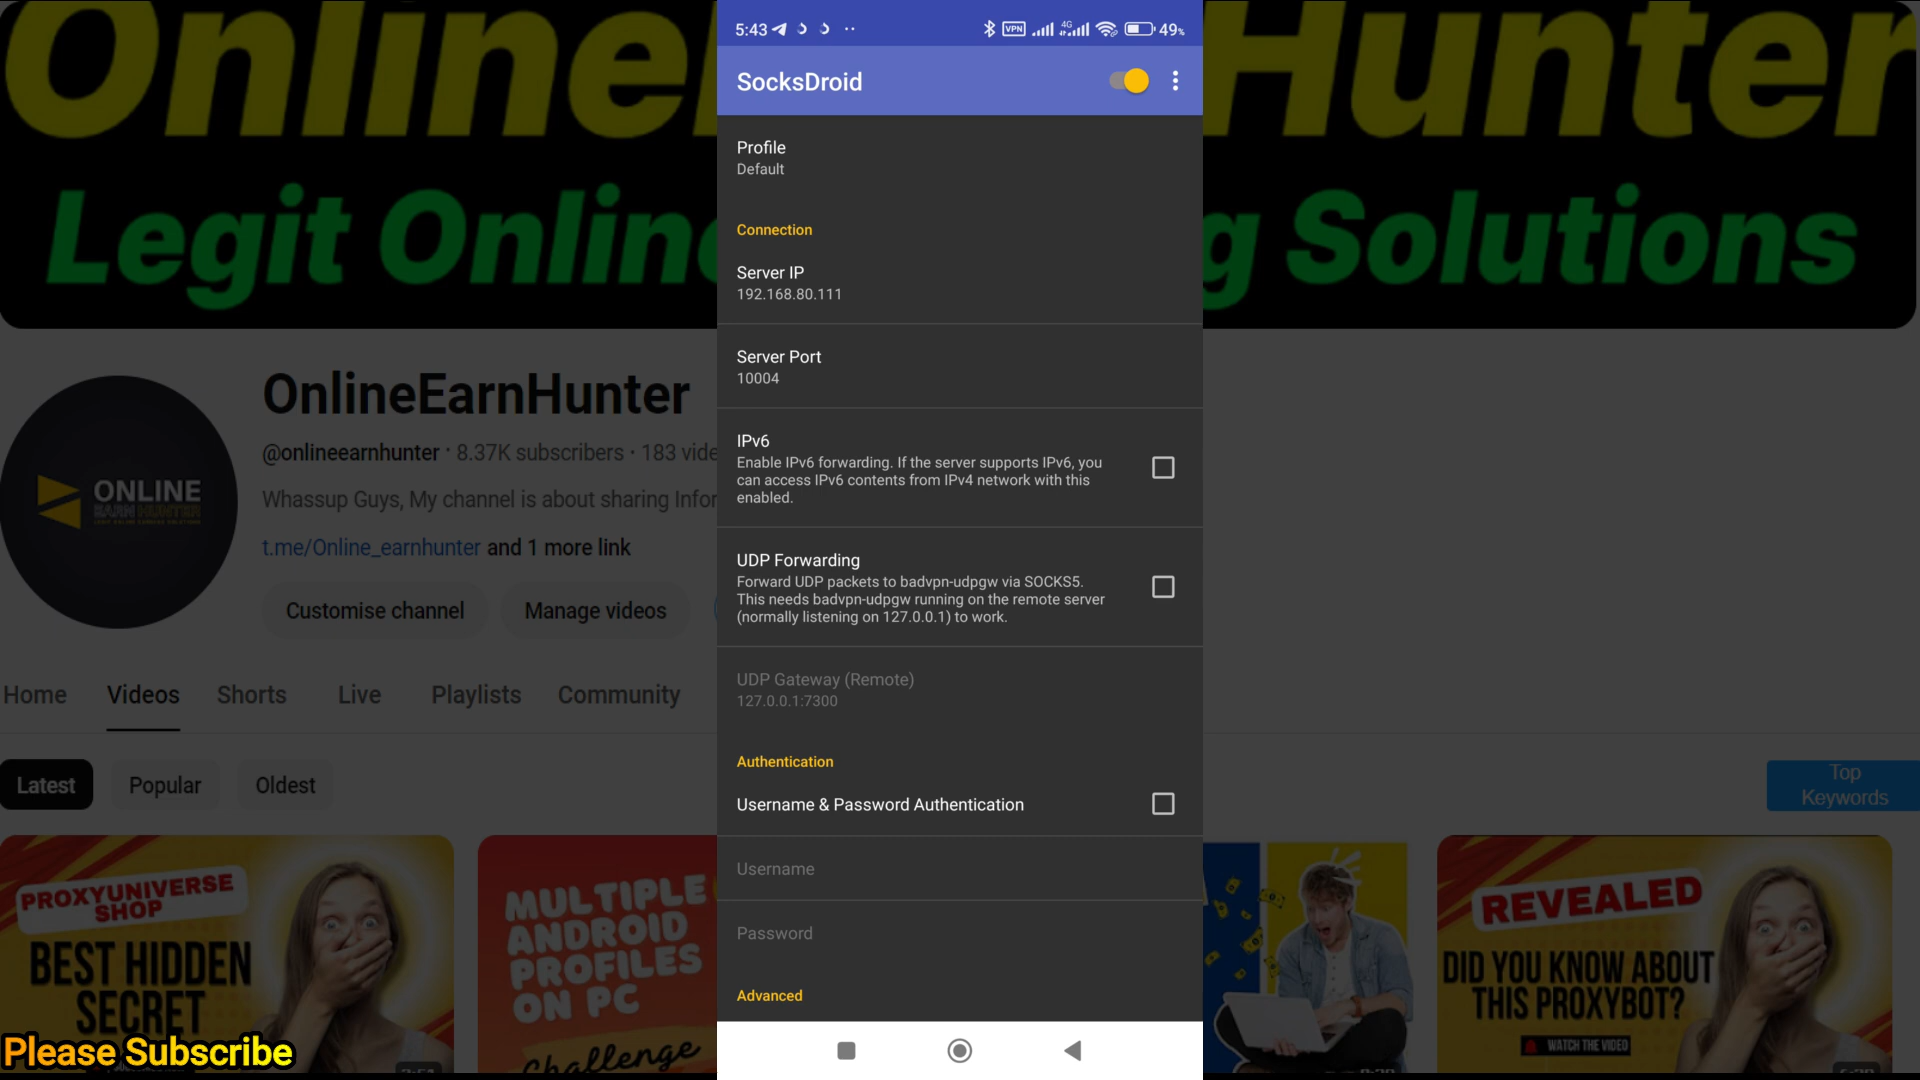 OnlineE
Hunter
Legit Online
g Solutions
5:43
VPN
4G
49%
SocksDroid
Profile
Default
Connection
Server IP
192.168.80.111
Server Port
10004
IPv6
Enable IPv6 forwarding. If the server supports IPv6, you
can access IPv6 contents from IPv4 network with this
enabled.
UDP Forwarding
Forward UDP packets to badvpn-udpgw via SOCKS5.
This needs badvpn-udpgw running on the remote server
(normally listening on 127.0.0.1) to work.
UDP Gateway (Remote)
127.0.0.1:7300
Authentication
Username & Password Authentication
Username
Password
Advanced
OnlineEarnHunter
@onlineearnhunter · 8.37K subscribers · 183 vide
Whassup Guys, My channel is about sharing Infor
t.me/Online_earnhunter and 1 more link
ONLINE
EARN HUNTER
Customise channel
Manage videos
Home
Videos
Shorts
Live
Playlists
Community
Latest
Popular
Oldest
Top
Keywords
PROXYUNIVERSE
SHOP
BEST HIDDEN
SECRET
MULTIPLE
ANDROID
PROFILES
ON PC
Challenge
REVEALED
DID YOU KNOW ABOUT
THIS PROXYBOT?
WATCH THE VIDEO
Please Subscribe